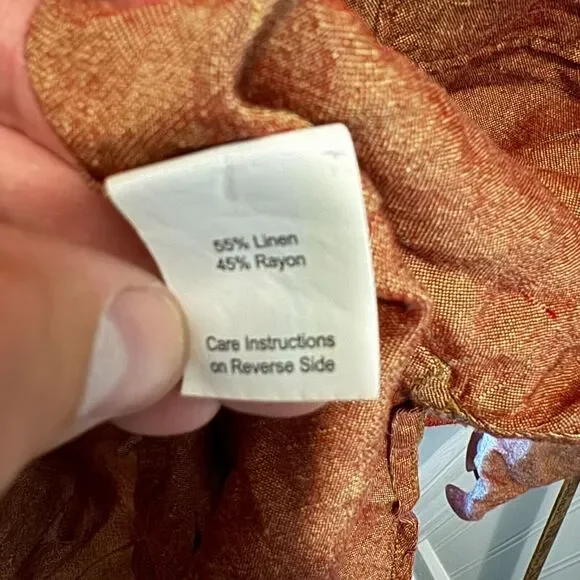 55% Linen
45% Rayon
Care Instructions
on Reverse Side